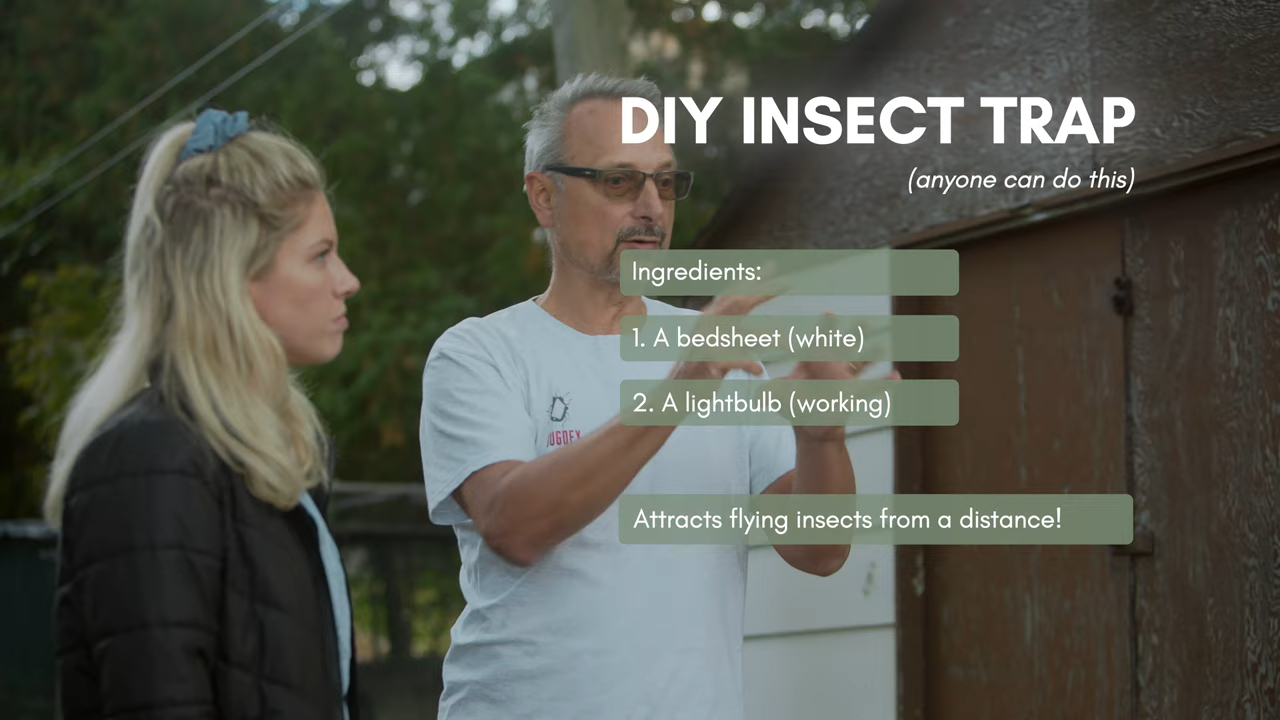 DIY INSECT TRAP
(anyone can do this)
Ingredients:
1. A bedsheet (white)
2. A lightbulb (working)
Attracts flying insects from a distance!